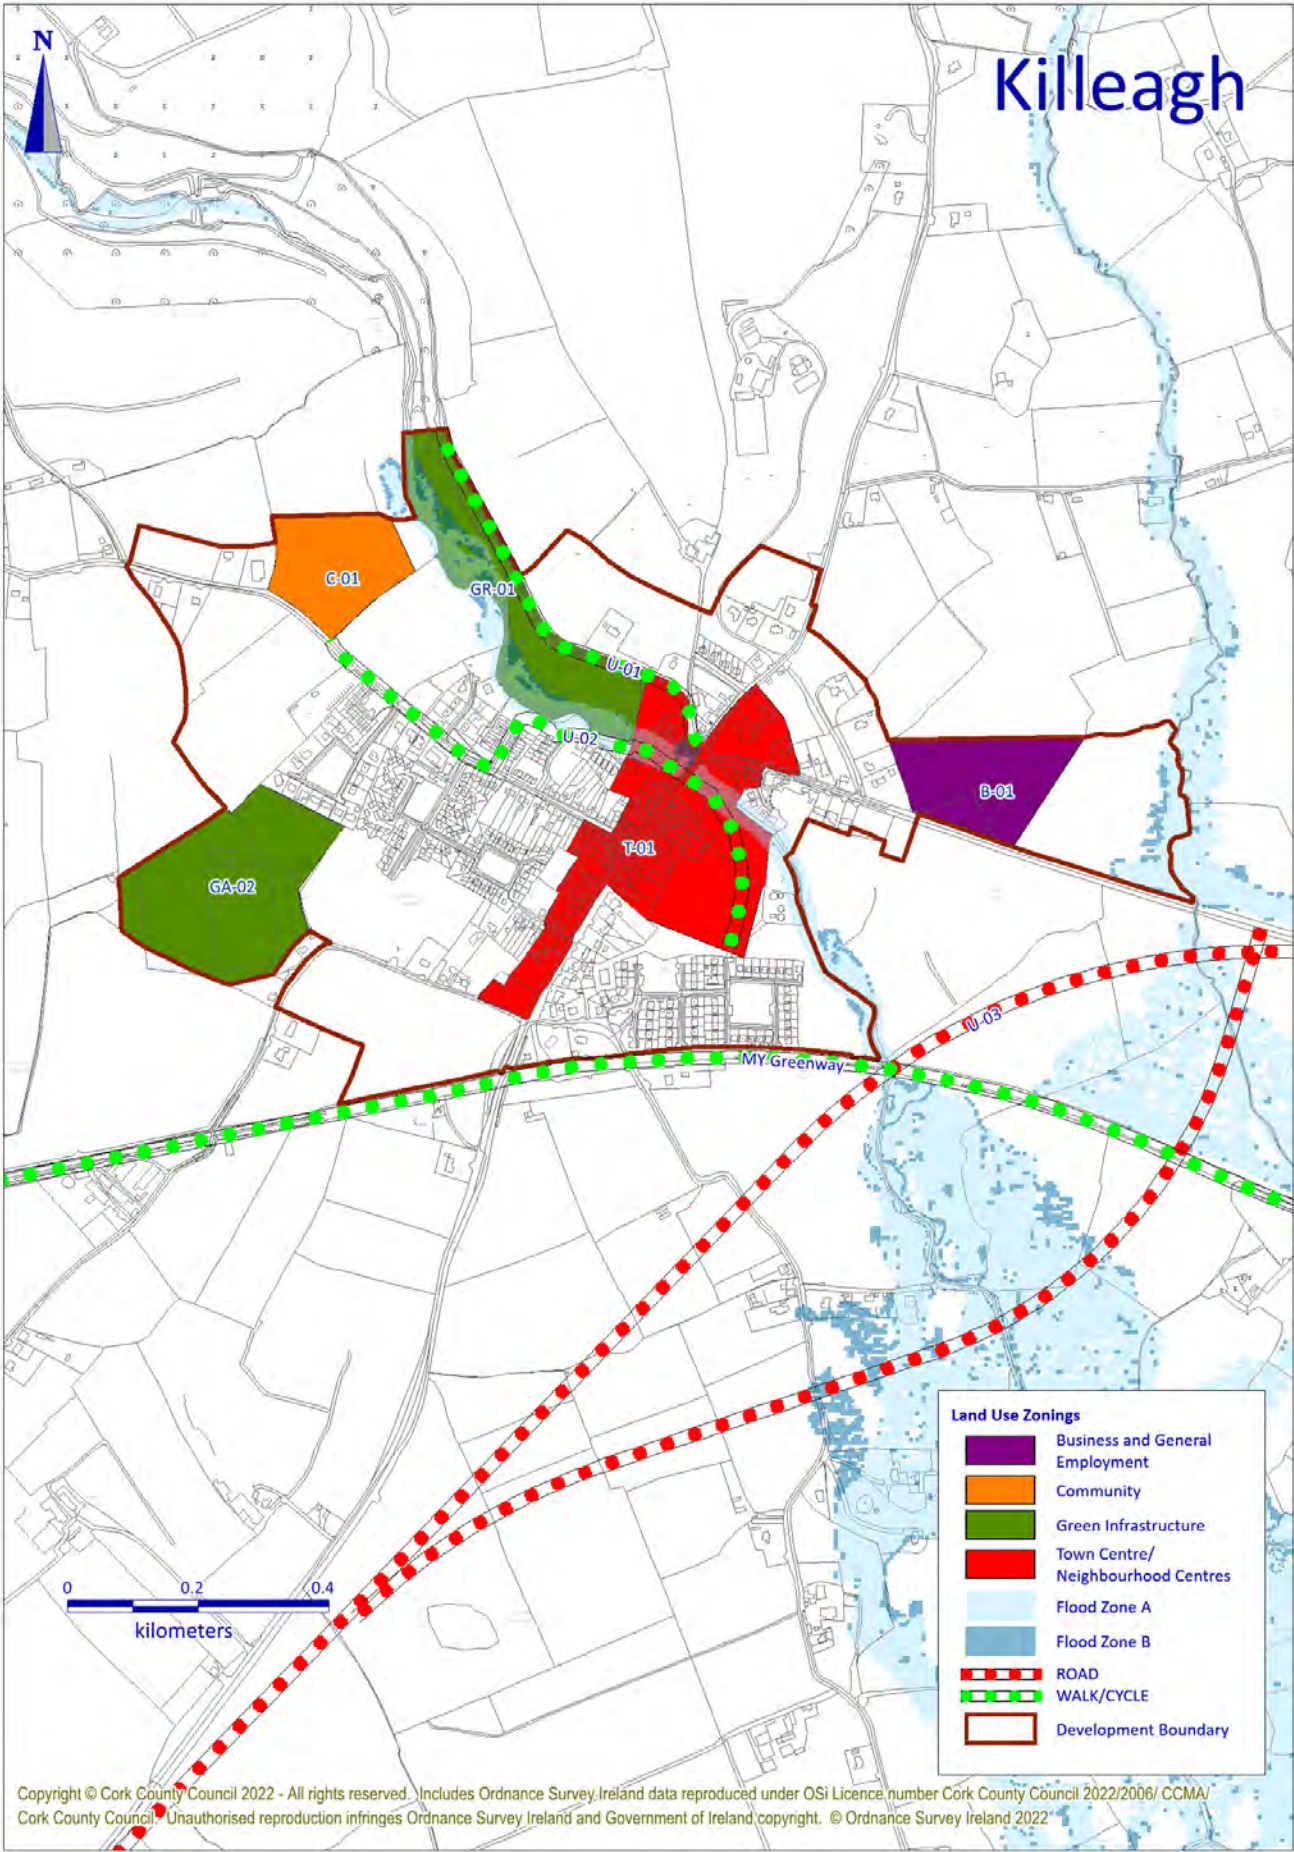 N
Killeagh
C-01
GR-01
U-01
U-02
B-01
T-01
GA-02
U-03
MY Greenway
Land Use Zonings
Business and General
Employment
Community
Green Infrastructure
Town Centre/
Neighbourhood Centres
Flood Zone A
Flood Zone B
ROAD
WALK/CYCLE
Development Boundary
0 0.2 0.4
kilometers
Copyright © Cork County Council 2022 - All rights reserved. Includes Ordnance Survey Ireland data reproduced under OSi Licence number Cork County Council 2022/2006/ CCMA/
Cork County Council. Unauthorised reproduction infringes Ordnance Survey Ireland and Government of Ireland copyright. © Ordnance Survey Ireland 2022